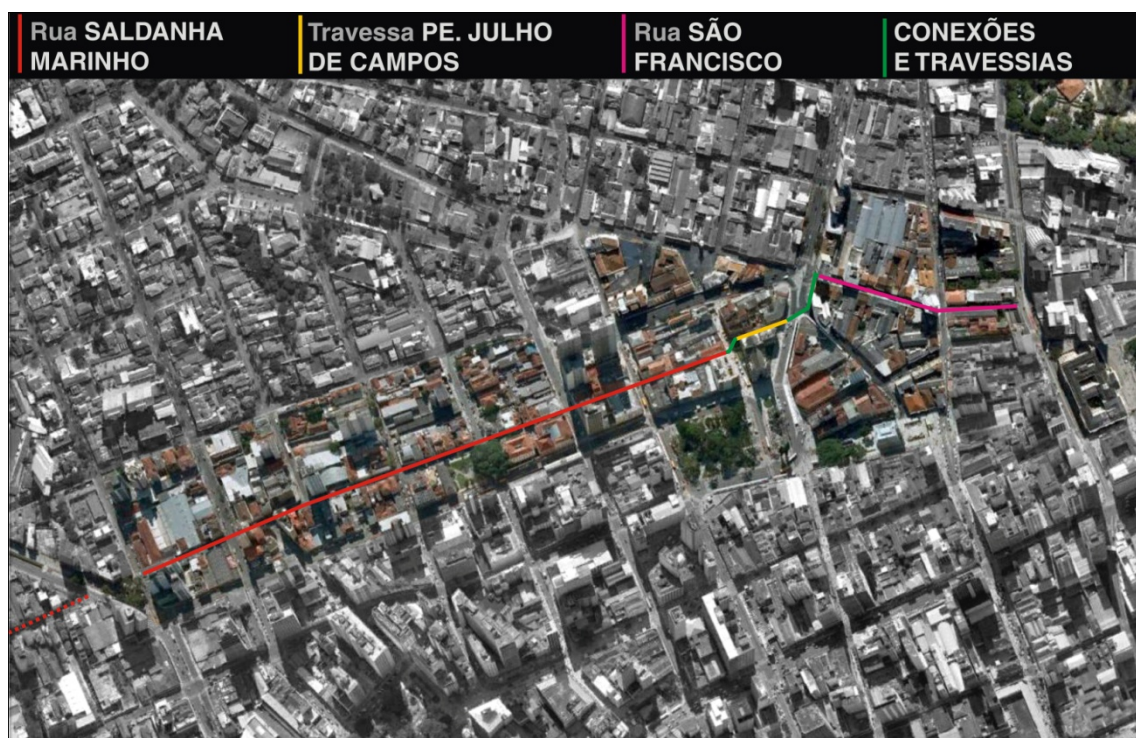 Rua SALDANHA
MARINHO
Travessa PE. JULHO
DE CAMPOS
Rua SÃO
FRANCISCO
CONEXÕES
E TRAVESSIAS